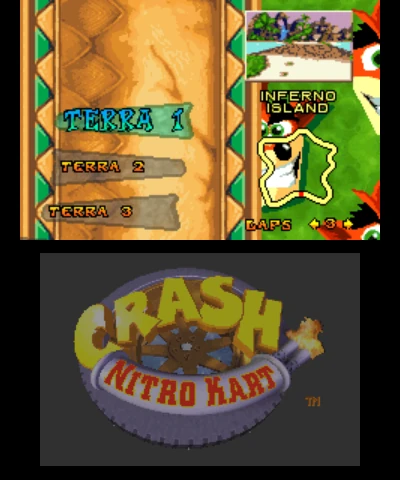 TERRA 1
TERRA 2
TERRA 3
INFERNO
ISLAND
LAPS 3
CRASH
NITRO KART
TM